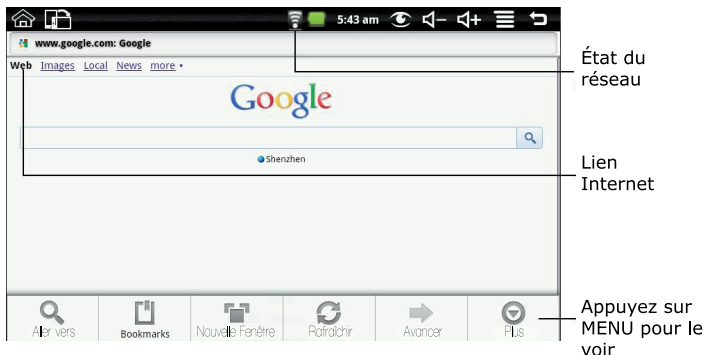 5:43 am
www.google.com: Google
Web Images Local News more
État du
réseau
Google
Shenzhen
Lien
Internet
Aller vers
Bookmarks
Nouvelle Fenêtre
Rafraîchir
Avancer
Plus
Appuyez sur
MENU pour le
voir